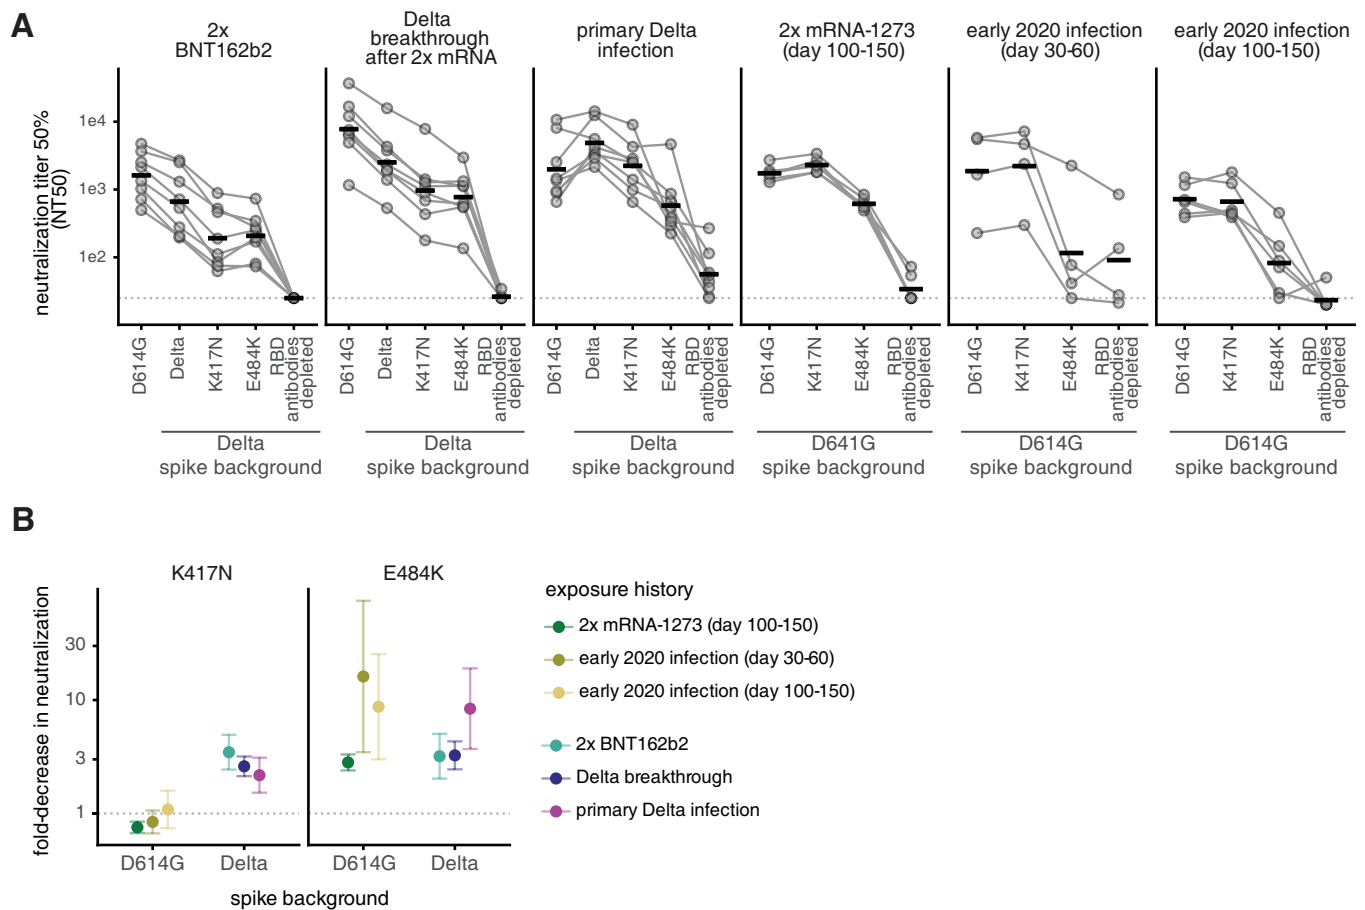 A
2x
BNT162b2
Delta
breakthrough
after 2x mRNA
primary Delta
infection
2x mRNA-1273
(day 100-150)
early 2020 infection
(day 30-60)
early 2020 infection
(day 100-150)
neutralization titer 50%
(NT50)
1e4
1e3
1e2
D614G
Delta
K417N
E484K
RBD
antibodies
depleted
Delta
spike background
D614G
Delta
K417N
E484K
RBD
antibodies
depleted
Delta
spike background
D614G
Delta
K417N
E484K
RBD
antibodies
depleted
Delta
spike background
D614G
K417N
E484K
RBD
antibodies
depleted
D641G
spike background
D614G
K417N
E484K
RBD
antibodies
depleted
D614G
spike background
D614G
K417N
E484K
RBD
antibodies
depleted
D614G
spike background
B
K417N
E484K
fold-decrease in neutralization
30
10
3
1
D614G
Delta
D614G
Delta
spike background
exposure history
2x mRNA-1273 (day 100-150)
early 2020 infection (day 30-60)
early 2020 infection (day 100-150)
2x BNT162b2
Delta breakthrough
primary Delta infection